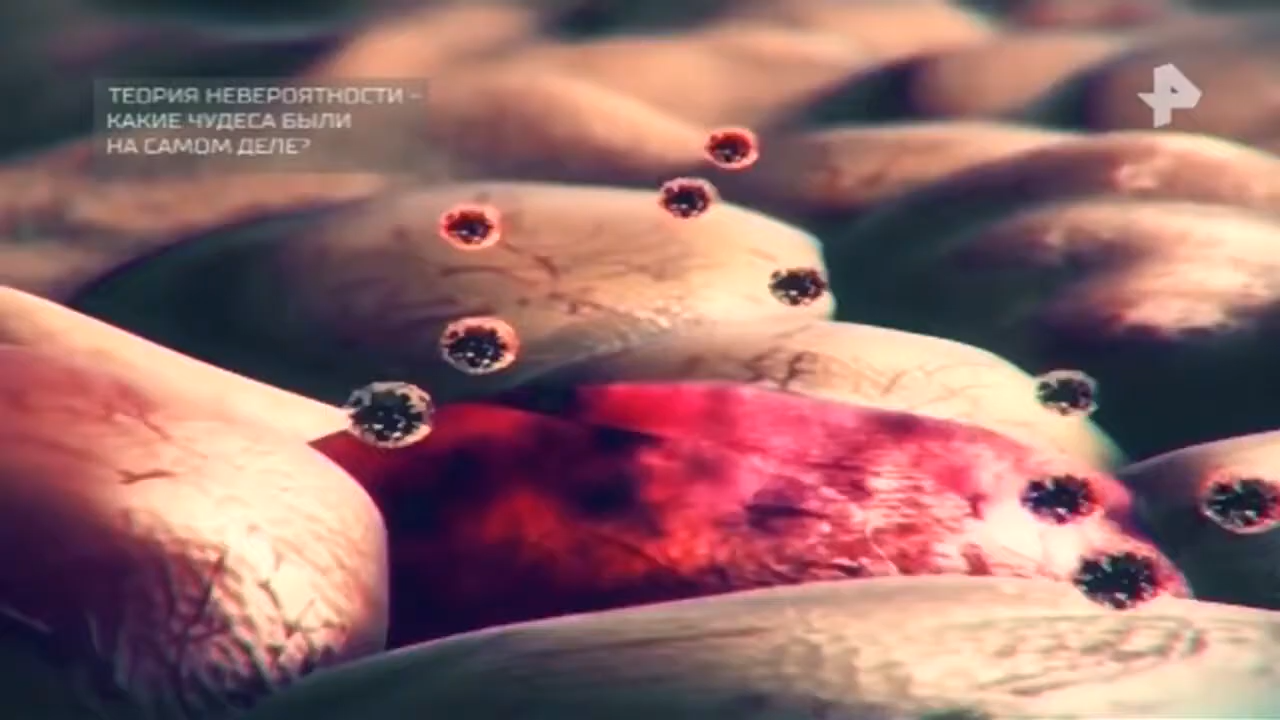 ТЕОРИЯ НЕВЕРОЯТНОСТИ –
КАКИЕ ЧУДЕСА БЫЛИ
НА САМОМ ДЕЛЕ?